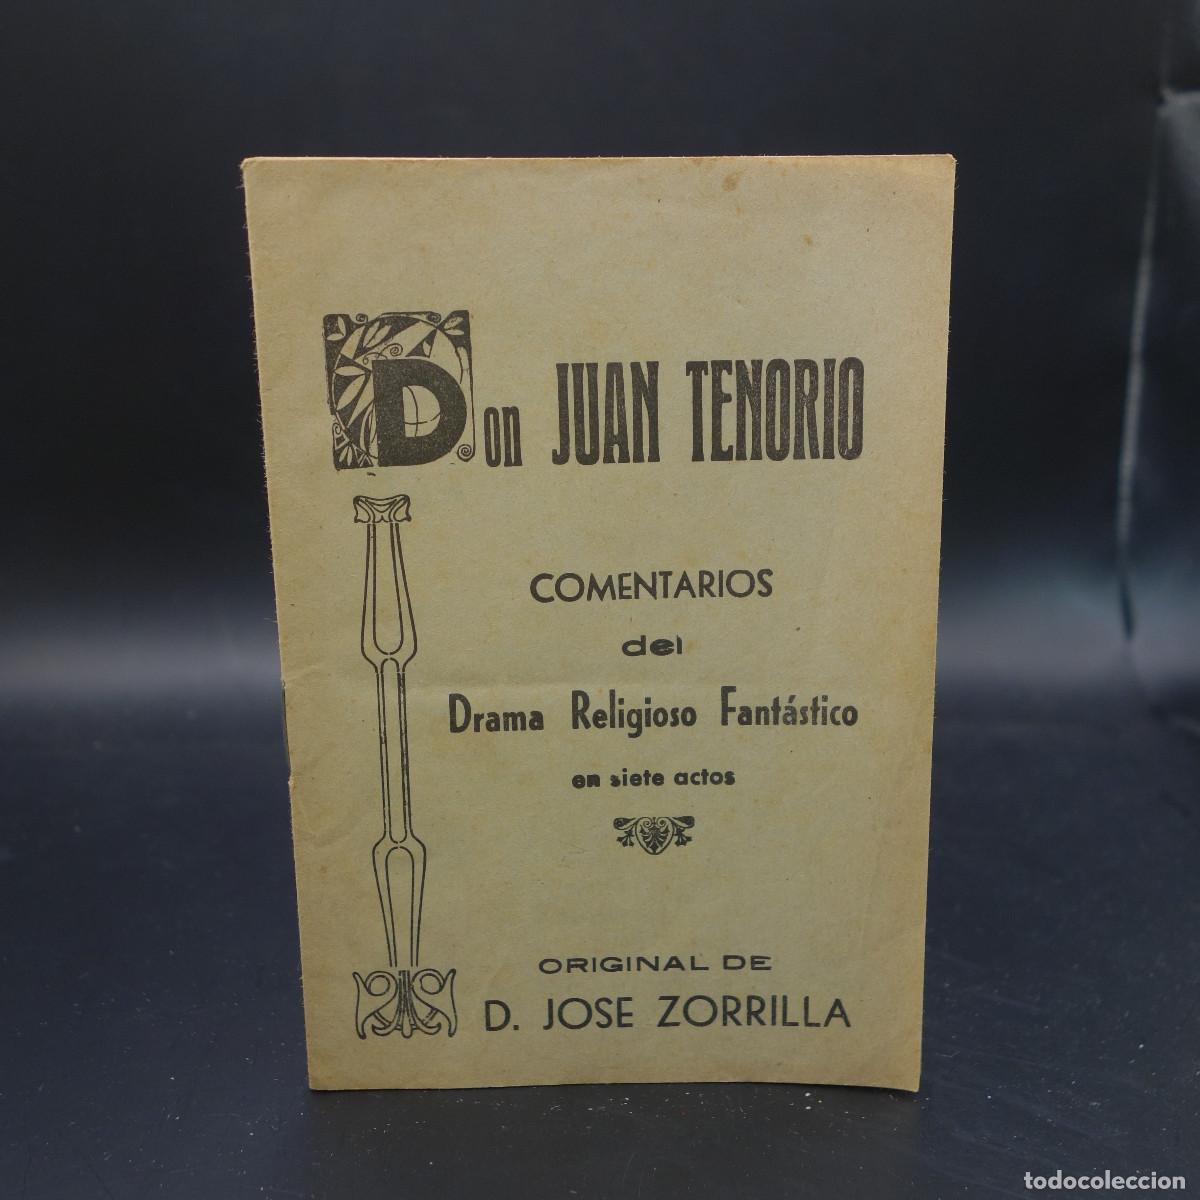 Don JUAN TENORIO
COMENTARIOS
del
Drama Religioso Fantástico
en siete actos
ORIGINAL DE
D. JOSE ZORRILLA
todocoleccion